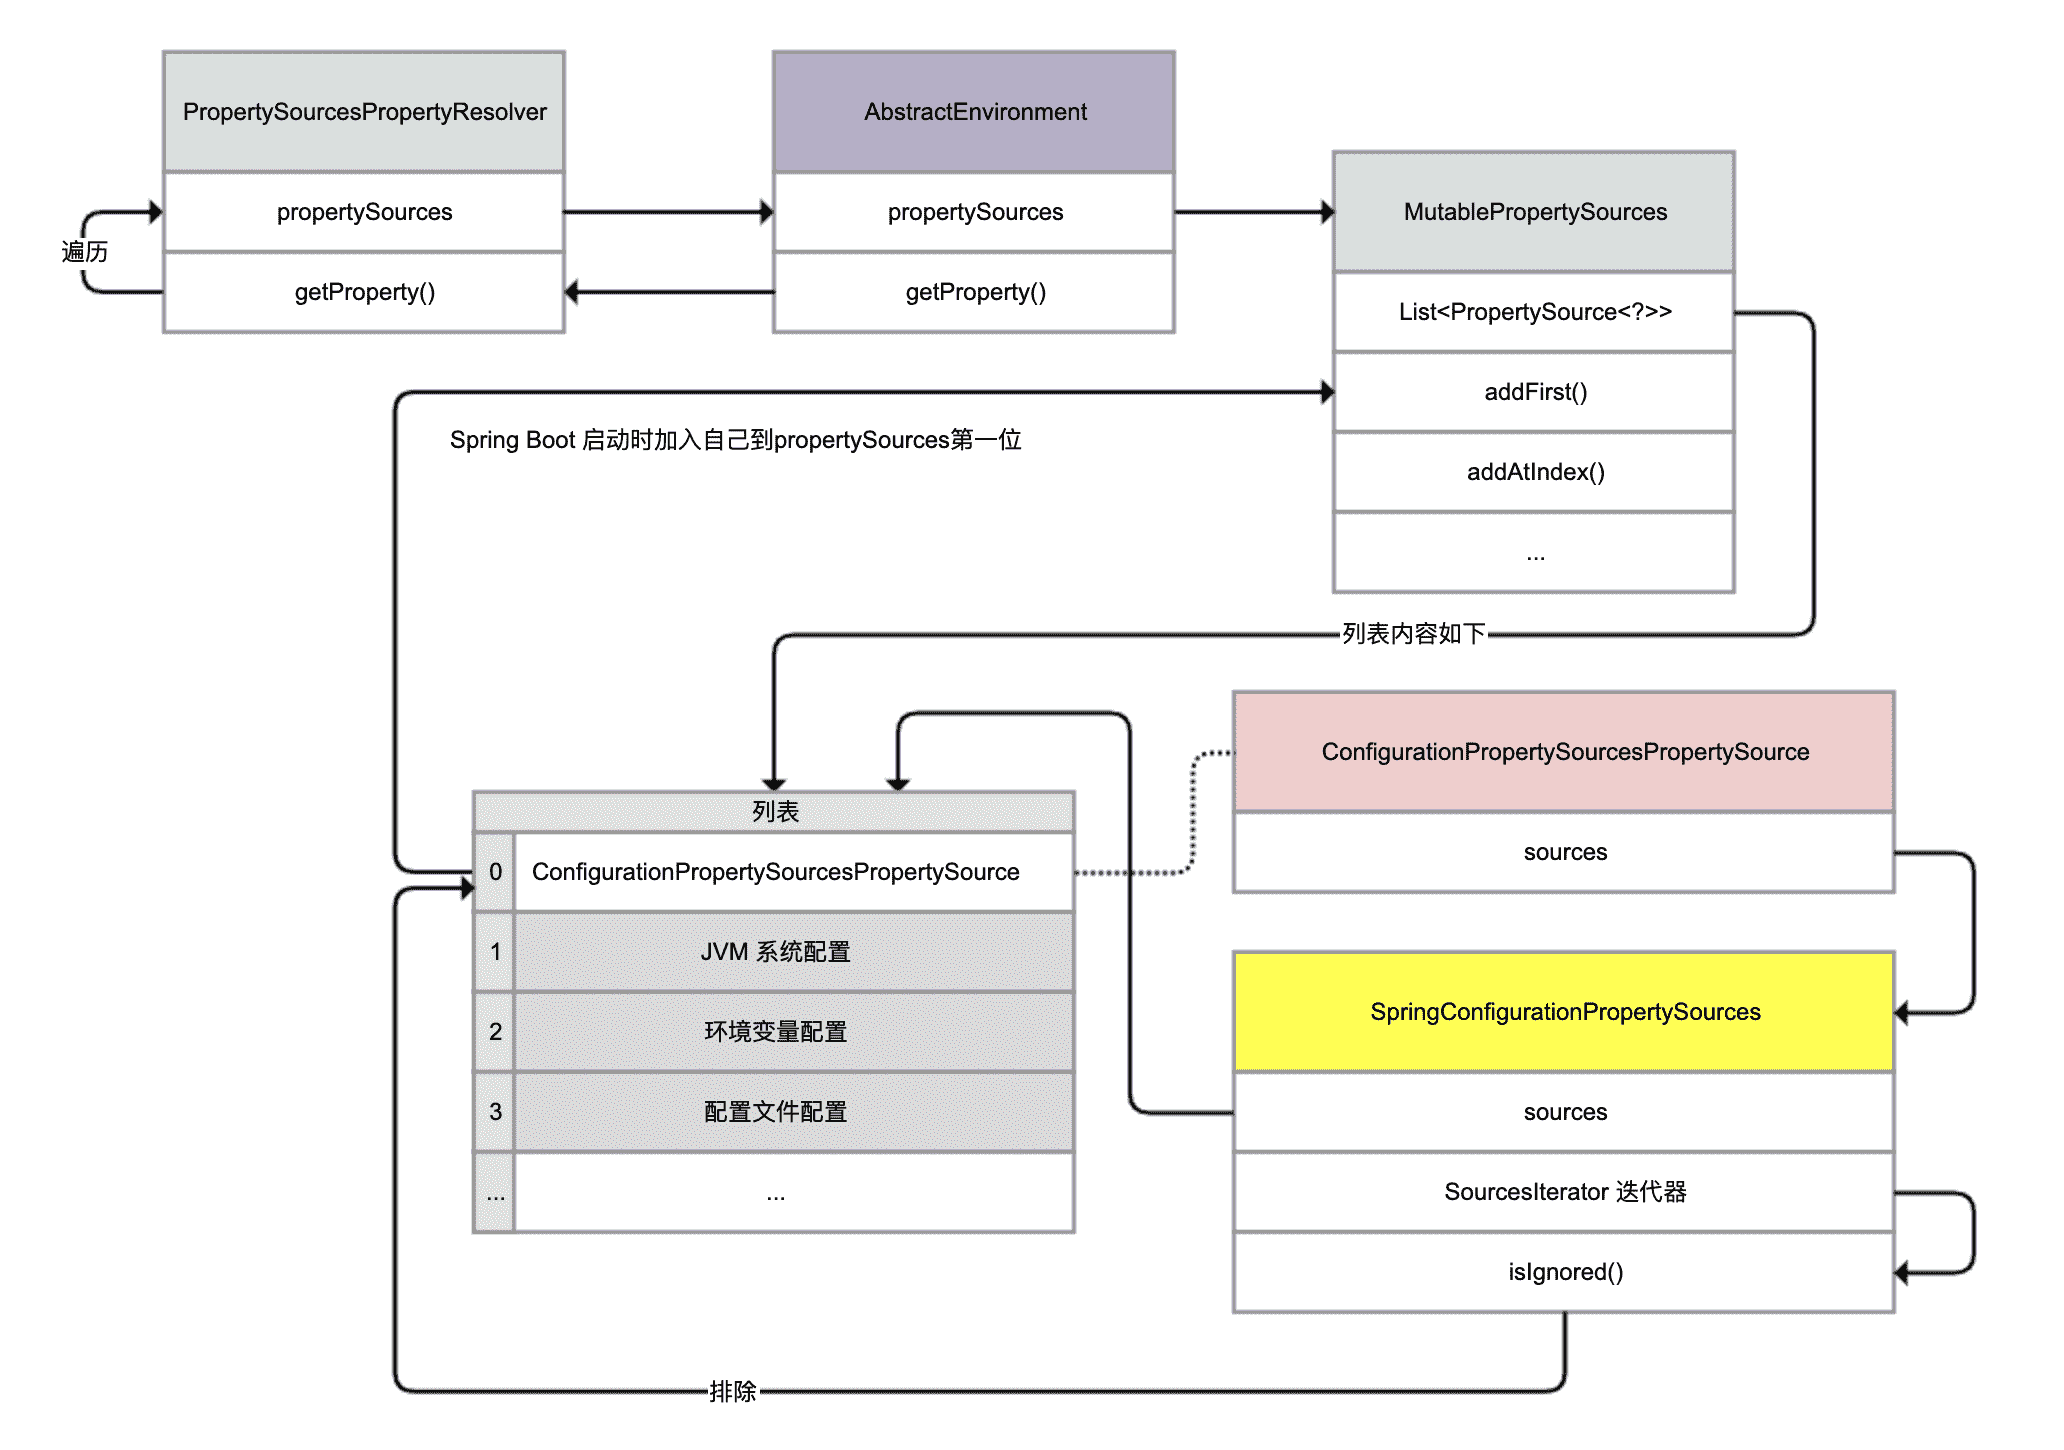 PropertySourcesPropertyResolver
propertySources
getProperty()
遍历
AbstractEnvironment
propertySources
getProperty()
MutablePropertySources
List<PropertySource<?>>
addFirst()
addAtIndex()
...
Spring Boot 启动时加入自己到propertySources第一位
列表内容如下
列表
0 ConfigurationPropertySourcesPropertySource
1 JVM 系统配置
2 环境变量配置
3 配置文件配置
... ...
ConfigurationPropertySourcesPropertySource
sources
SpringConfigurationPropertySources
sources
SourcesIterator 迭代器
isIgnored()
排除